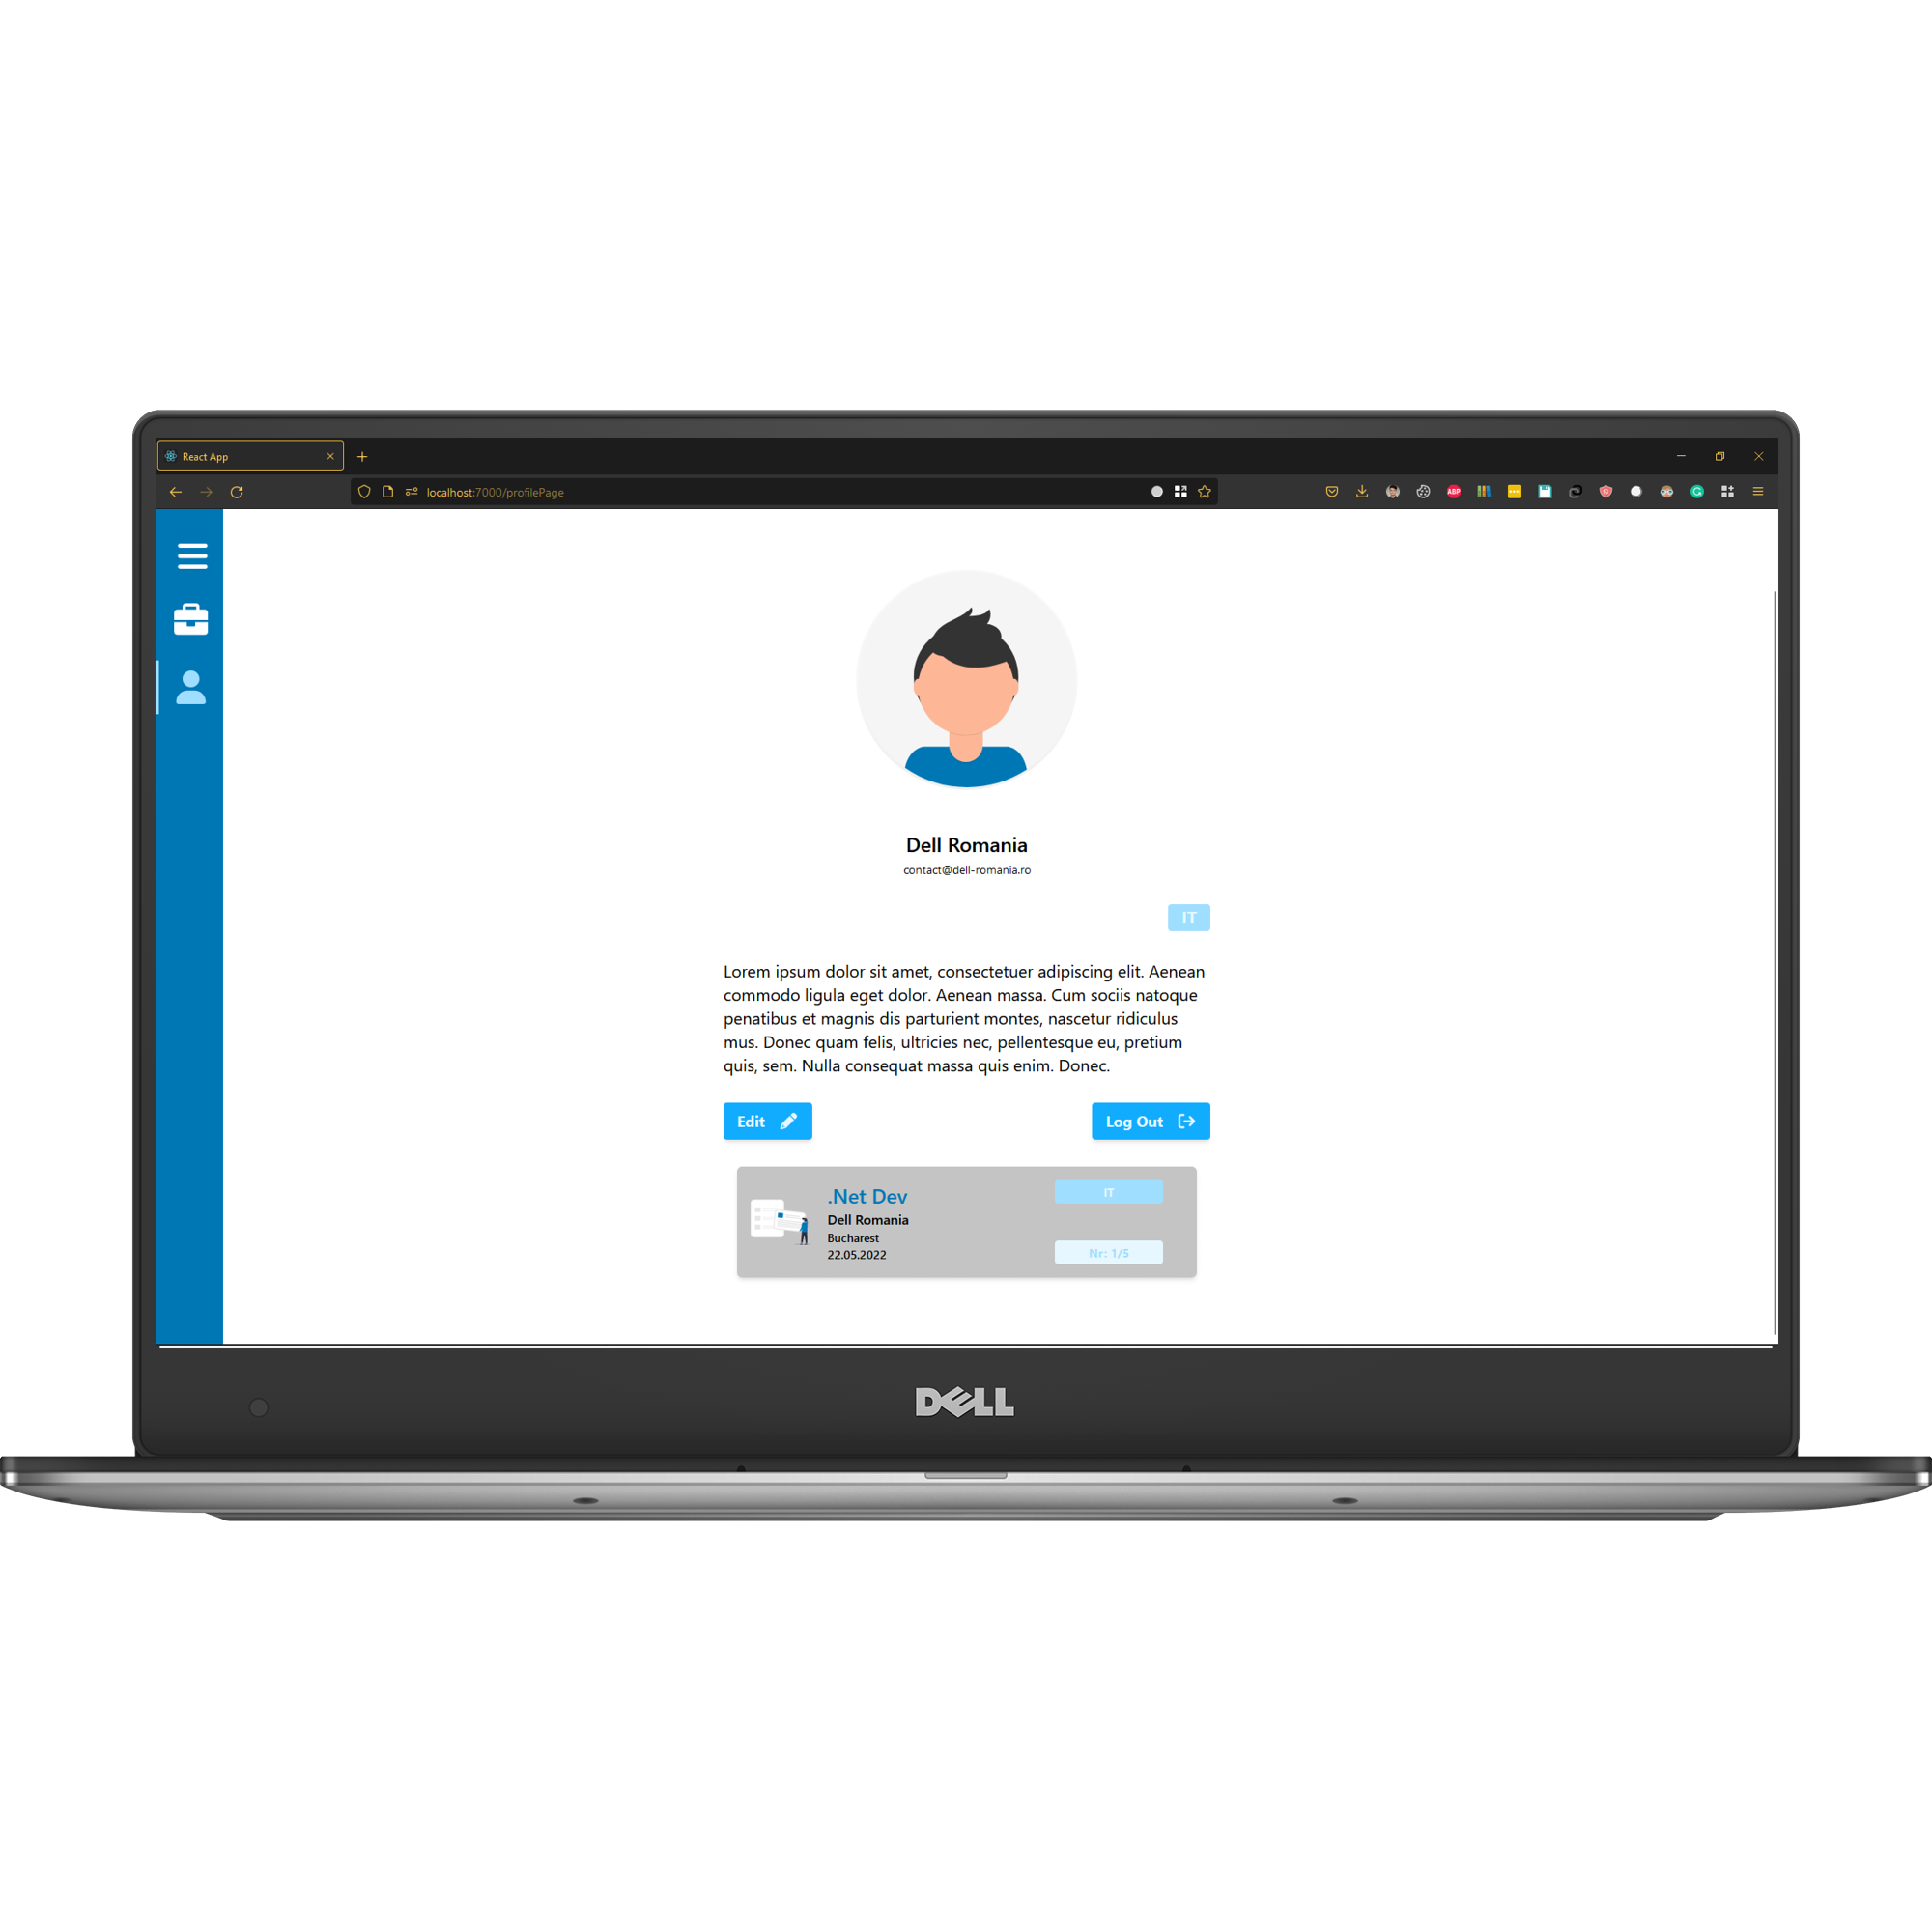 React App
localhost:7000/profilePage
ABP
Dell Romania
contact@dell-romania.ro
IT
Lorem ipsum dolor sit amet, consectetuer adipiscing elit. Aenean
commodo ligula eget dolor. Aenean massa. Cum sociis natoque
penatibus et magnis dis parturient montes, nascetur ridiculus
mus. Donec quam felis, ultricies nec, pellentesque eu, pretium
quis, sem. Nulla consequat massa quis enim. Donec.
Edit
Log Out
.Net Dev
IT
Dell Romania
Bucharest
22.05.2022
Nr: 1/5
DELL